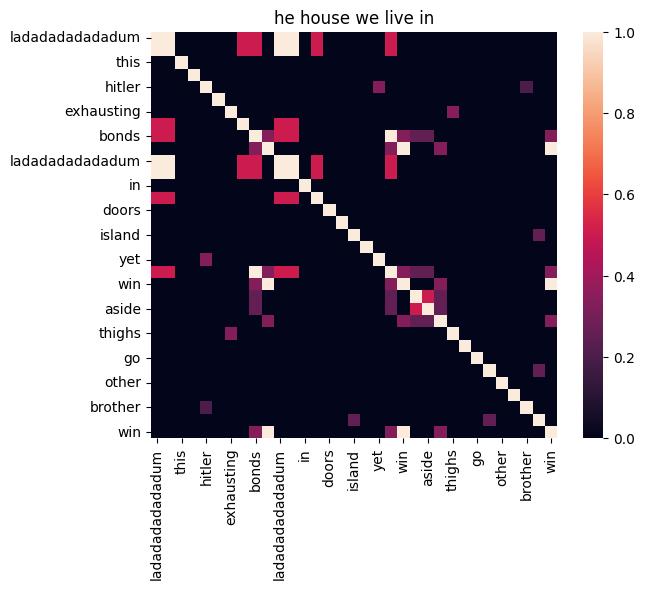 he house we live in
ladadadadadadum
this
hitler
exhausting
bonds
ladadadadadadum
in
doors
island
yet
win
aside
thighs
go
other
brother
win
1.0
0.8
0.6
0.4
0.2
0.0
ladadadadadadum
this
hitler
exhausting
bonds
ladadadadadadum
in
doors
island
yet
win
aside
thighs
go
other
brother
win